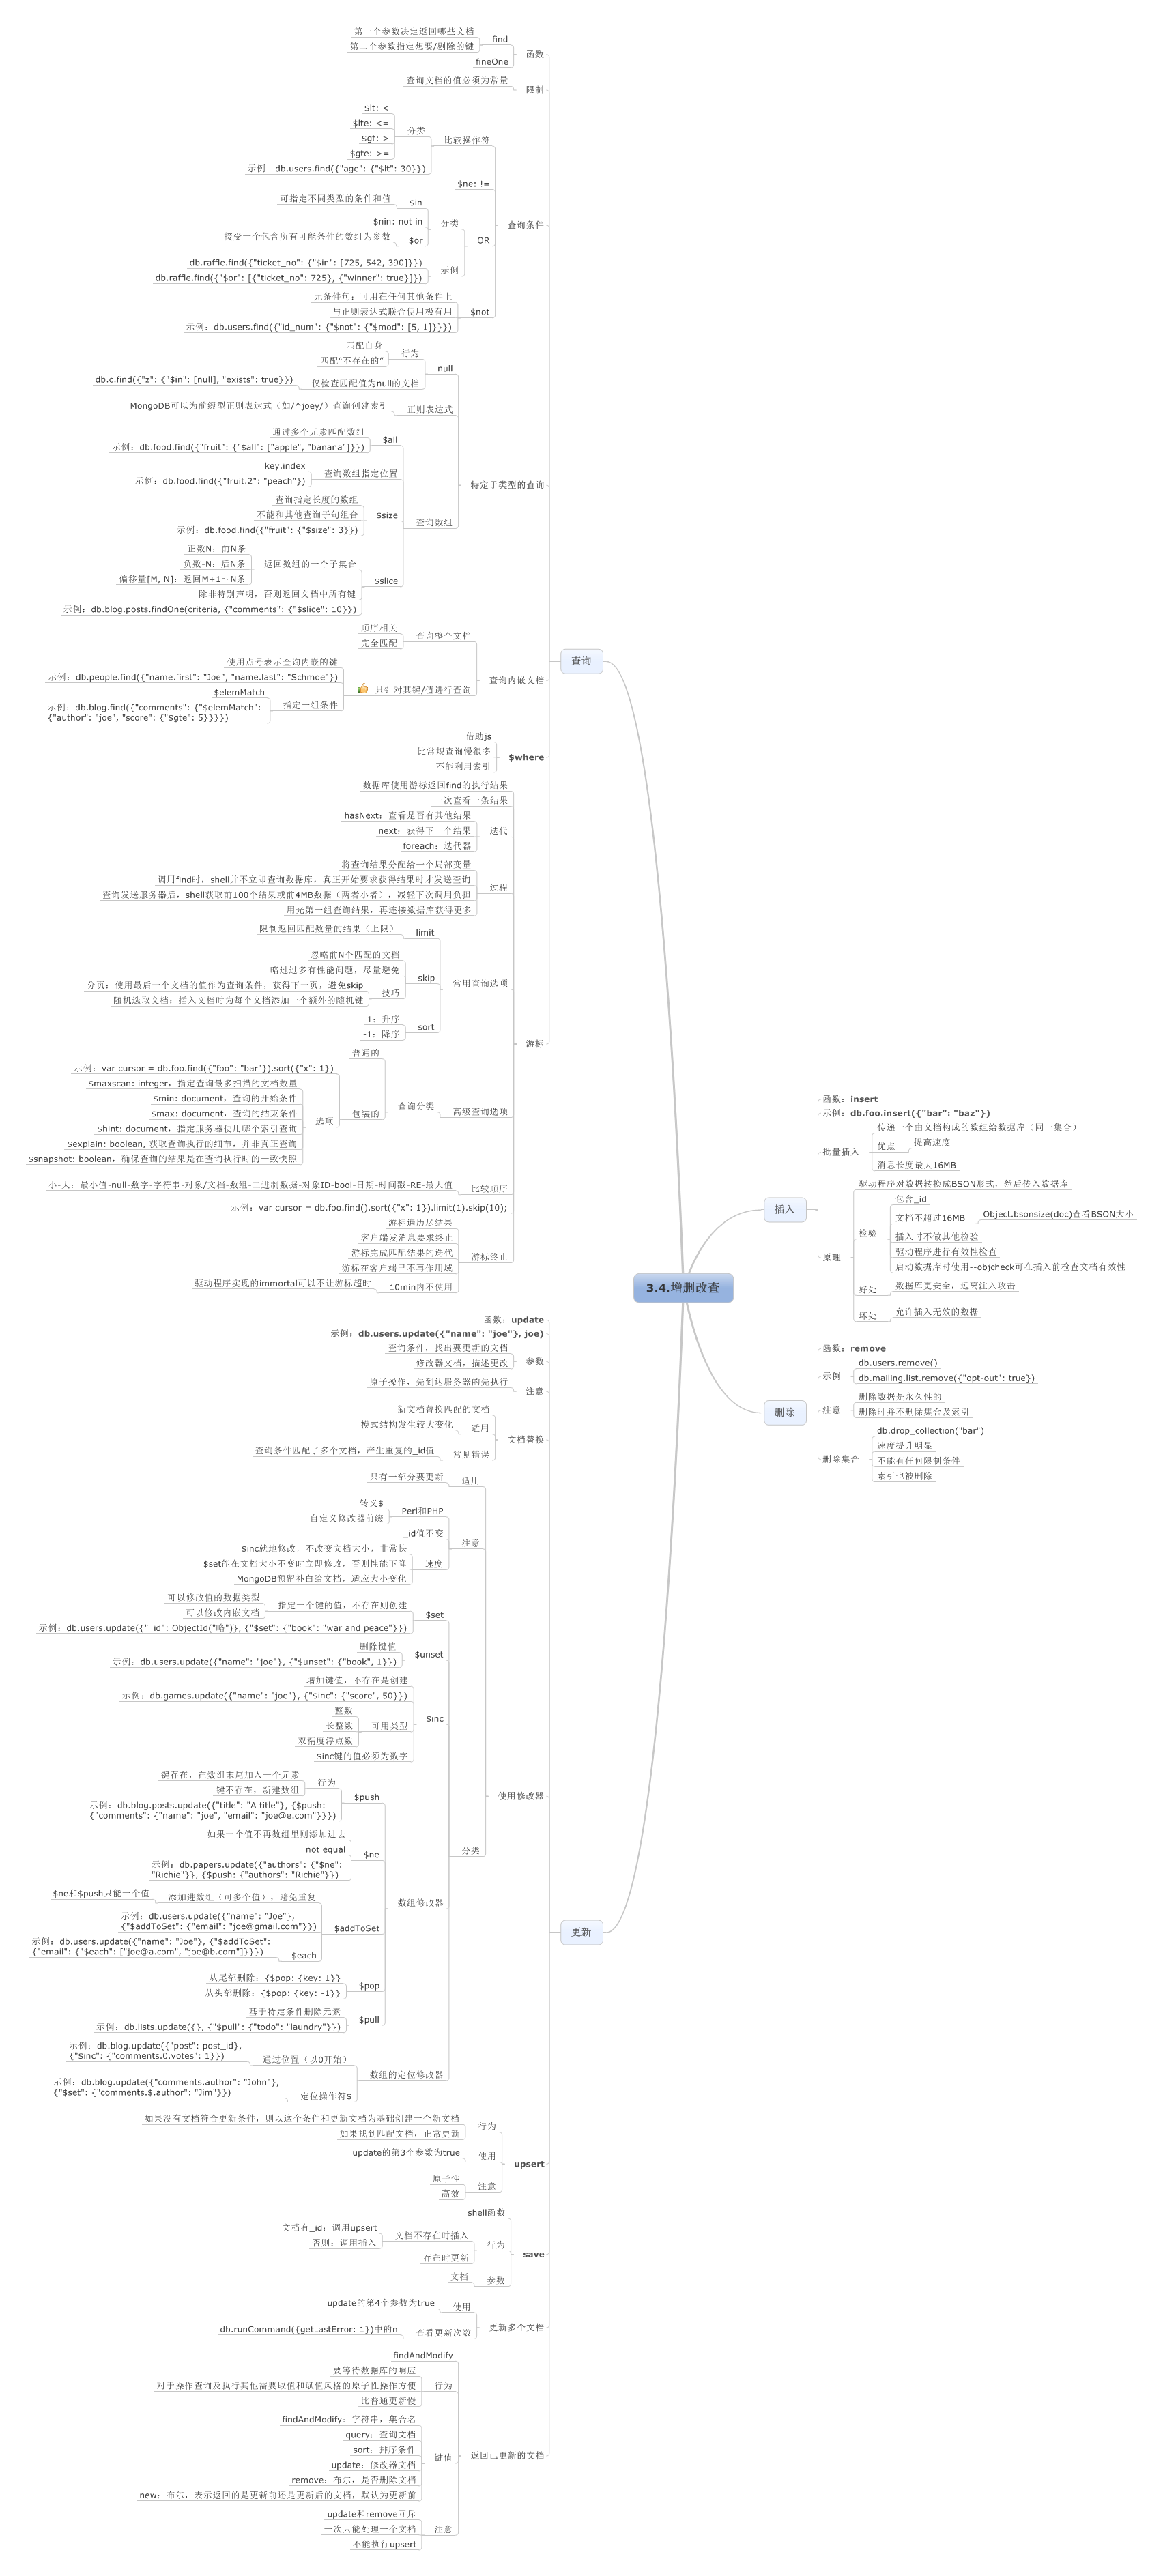 3.4.增删改查
插入
函数：insert
示例：db.foo.insert({"bar": "baz"})
批量插入
传递一个由文档构成的数组给数据库（同一集合）
优点
提高速度
消息长度最大16MB
原理
驱动程序对数据转换成BSON形式，然后传入数据库
检验
包含_id
文档不超过16MB
Object.bsonsize(doc)查看BSON大小
插入时不做其他检验
驱动程序进行有效性检查
启动数据库时使用--objcheck可在插入前检查文档有效性
好处
数据库更安全，远离注入攻击
坏处
允许插入无效的数据
删除
函数：remove
示例
db.users.remove()
db.mailing.list.remove({"opt-out": true})
注意
删除数据是永久性的
删除时并不删除集合及索引
删除集合
db.drop_collection("bar")
速度提升明显
不能有任何限制条件
索引也被删除
查询
函数
find
第一个参数决定返回哪些文档
第二个参数指定想要/剔除的键
fineOne
限制
查询文档的值必须为常量
查询条件
比较操作符
分类
$lt: <
$lte: <=
$gt: >
$gte: >=
示例：db.users.find({"age": {"$lt": 30}})
$ne: !=
OR
分类
$in
可指定不同类型的条件和值
$nin: not in
$or
接受一个包含所有可能条件的数组为参数
示例
db.raffle.find({"ticket_no": {"$in": [725, 542, 390]}})
db.raffle.find({"$or": [{"ticket_no": 725}, {"winner": true}]})
$not
元条件句：可用在任何其他条件上
与正则表达式联合使用极有用
示例：db.users.find({"id_num": {"$not": {"$mod": [5, 1]}}})
特定于类型的查询
null
行为
匹配自身
匹配“不存在的”
仅检查匹配值为null的文档
db.c.find({"z": {"$in": [null], "exists": true}})
正则表达式
MongoDB可以为前缀型正则表达式（如/^joey/）查询创建索引
查询数组
$all
通过多个元素匹配数组
示例：db.food.find({"fruit": {"$all": ["apple", "banana"]}})
查询数组指定位置
key.index
示例：db.food.find({"fruit.2": "peach"})
$size
查询指定长度的数组
不能和其他查询子句组合
示例：db.food.find({"fruit": {"$size": 3}})
$slice
返回数组的一个子集合
正数N：前N条
负数-N：后N条
偏移量[M, N]：返回M+1～N条
除非特别声明，否则返回文档中所有键
示例：db.blog.posts.findOne(criteria, {"comments": {"$slice": 10}})
查询内嵌文档
查询整个文档
顺序相关
完全匹配
只针对其键/值进行查询
使用点号表示查询内嵌的键
示例：db.people.find({"name.first": "Joe", "name.last": "Schmoe"})
指定一组条件
$elemMatch
示例：db.blog.find({"comments": {"$elemMatch":
{"author": "joe", "score": {"$gte": 5}}}})
$where
借助js
比常规查询慢很多
不能利用索引
游标
数据库使用游标返回find的执行结果
一次查看一条结果
迭代
hasNext：查看是否有其他结果
next：获得下一个结果
foreach：迭代器
过程
将查询结果分配给一个局部变量
调用find时，shell并不立即查询数据库，真正开始要求获得结果时才发送查询
查询发送服务器后，shell获取前100个结果或前4MB数据（两者小者），减轻下次调用负担
用光第一组查询结果，再连接数据库获得更多
常用查询选项
limit
限制返回匹配数量的结果（上限）
skip
忽略前N个匹配的文档
略过过多有性能问题，尽量避免
技巧
分页：使用最后一个文档的值作为查询条件，获得下一页，避免skip
随机选取文档：插入文档时为每个文档添加一个额外的随机键
sort
1：升序
-1：降序
高级查询选项
查询分类
普通的
包装的
示例：var cursor = db.foo.find({"foo": "bar"}).sort({"x": 1})
选项
$maxscan: integer，指定查询最多扫描的文档数量
$min: document，查询的开始条件
$max: document，查询的结束条件
$hint: document，指定服务器使用哪个索引查询
$explain: boolean, 获取查询执行的细节，并非真正查询
$snapshot: boolean，确保查询的结果是在查询执行时的一致快照
比较顺序
小-大：最小值-null-数字-字符串-对象/文档-数组-二进制数据-对象ID-bool-日期-时间戳-RE-最大值
示例：var cursor = db.foo.find().sort({"x": 1}).limit(1).skip(10);
游标终止
游标遍历尽结果
客户端发消息要求终止
游标完成匹配结果的迭代
游标在客户端已不再作用域
10min内不使用
驱动程序实现的immortal可以不让游标超时
更新
函数：update
示例：db.users.update({"name": "joe"}, joe)
参数
查询条件，找出要更新的文档
修改器文档，描述更改
注意
原子操作，先到达服务器的先执行
文档替换
新文档替换匹配的文档
适用
模式结构发生较大变化
常见错误
查询条件匹配了多个文档，产生重复的_id值
使用修改器
适用
只有一部分要更新
注意
Perl和PHP
转义$
自定义修改器前缀
_id值不变
速度
$inc就地修改，不改变文档大小，非常快
$set能在文档大小不变时立即修改，否则性能下降
MongoDB预留补白给文档，适应大小变化
分类
$set
指定一个键的值，不存在则创建
可以修改值的数据类型
可以修改内嵌文档
示例：db.users.update({"_id": ObjectId("略")}, {"$set": {"book": "war and peace"}})
$unset
删除键值
示例：db.users.update({"name": "joe"}, {"$unset": {"book", 1}})
$inc
增加键值，不存在是创建
示例：db.games.update({"name": "joe"}, {"$inc": {"score", 50}})
可用类型
整数
长整数
双精度浮点数
$inc键的值必须为数字
数组修改器
$push
行为
键存在，在数组末尾加入一个元素
键不存在，新建数组
示例：db.blog.posts.update({"title": "A title"}, {$push:
{"comments": {"name": "joe", "email": "joe@e.com"}}})
$ne
如果一个值不再数组里则添加进去
not equal
示例：db.papers.update({"authors": {"$ne":
"Richie"}}, {$push: {"authors": "Richie"}})
$addToSet
添加进数组（可多个值），避免重复
$ne和$push只能一个值
示例：db.users.update({"name": "Joe"},
{"$addToSet": {"email": "joe@gmail.com"}})
$each
示例：db.users.update({"name": "Joe"}, {"$addToSet":
{"email": {"$each": ["joe@a.com", "joe@b.com"]}}})
$pop
从尾部删除：{$pop: {key: 1}}
从头部删除：{$pop: {key: -1}}
$pull
基于特定条件删除元素
示例：db.lists.update({}, {"$pull": {"todo": "laundry"}})
数组的定位修改器
通过位置（以0开始）
示例：db.blog.update({"post": post_id},
{"$inc": {"comments.0.votes": 1}})
定位操作符$
示例：db.blog.update({"comments.author": "John"},
{"$set": {"comments.$.author": "Jim"}})
upsert
行为
如果没有文档符合更新条件，则以这个条件和更新文档为基础创建一个新文档
如果找到匹配文档，正常更新
使用
update的第3个参数为true
注意
原子性
高效
save
shell函数
行为
文档不存在时插入
文档有_id：调用upsert
否则：调用插入
存在时更新
参数
文档
更新多个文档
使用
update的第4个参数为true
查看更新次数
db.runCommand({getLastError: 1})中的n
返回已更新的文档
findAndModify
行为
要等待数据库的响应
对于操作查询及执行其他需要取值和赋值风格的原子性操作方便
比普通更新慢
键值
findAndModify：字符串，集合名
query：查询文档
sort：排序条件
update：修改器文档
remove：布尔，是否删除文档
new：布尔，表示返回的是更新前还是更新后的文档，默认为更新前
注意
update和remove互斥
一次只能处理一个文档
不能执行upsert